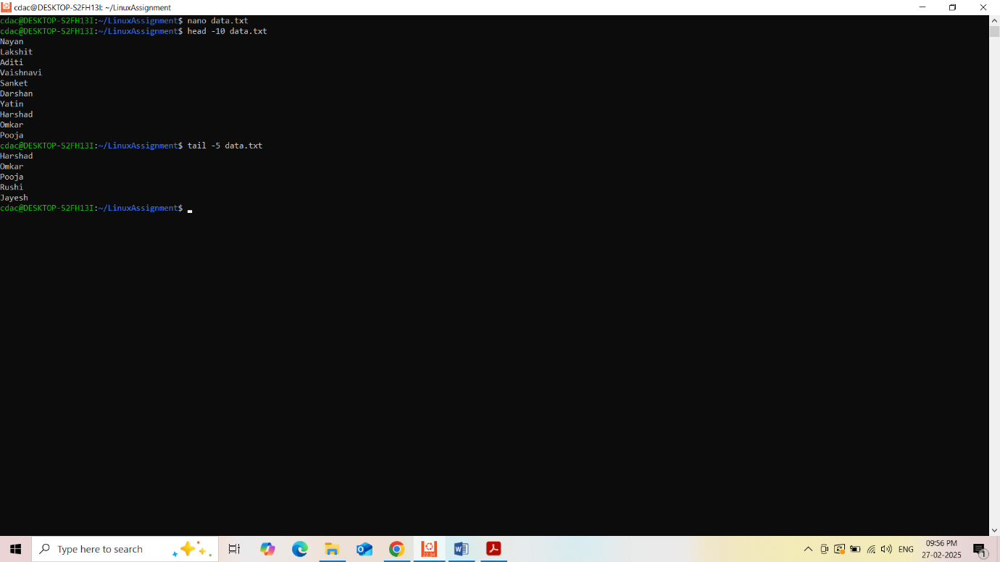 cdac@DESKTOP-S2FH13I: ~/LinuxAssignment
cdac@DESKTOP-S2FH13I:~/LinuxAssignment$ nano data.txt
cdac@DESKTOP-S2FH13I:~/LinuxAssignment$ head -10 data.txt
Nayan
Lakshit
Aditi
Vaishnavi
Sanket
Darshan
Yatin
Harshad
Omkar
Pooja
cdac@DESKTOP-S2FH13I:~/LinuxAssignment$ tail -5 data.txt
Harshad
Omkar
Pooja
Rushi
Jayesh
cdac@DESKTOP-S2FH13I:~/LinuxAssignment$
Type here to search
22.04
ENG
09:56 PM
27-02-2025
1